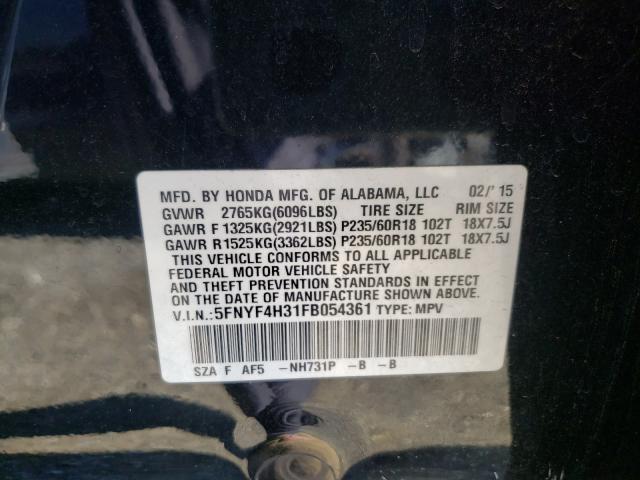 MFD. BY HONDA MFG. OF ALABAMA, LLC 02/'15
GVWR 2765KG(6096LBS) TIRE SIZE RIM SIZE
GAWR F 1325KG(2921LBS) P235/60R18 102T 18X7.5J
GAWR R 1525KG(3362LBS) P235/60R18 102T 18X7.5J
THIS VEHICLE CONFORMS TO ALL APPLICABLE
FEDERAL MOTOR VEHICLE SAFETY
AND THEFT PREVENTION STANDARDS IN EFFECT
ON THE DATE OF MANUFACTURE SHOWN ABOVE.
V.I.N.: 5FNYF4H31FB054361 TYPE: MPV
SZA F AF5 -NH731P -B -B